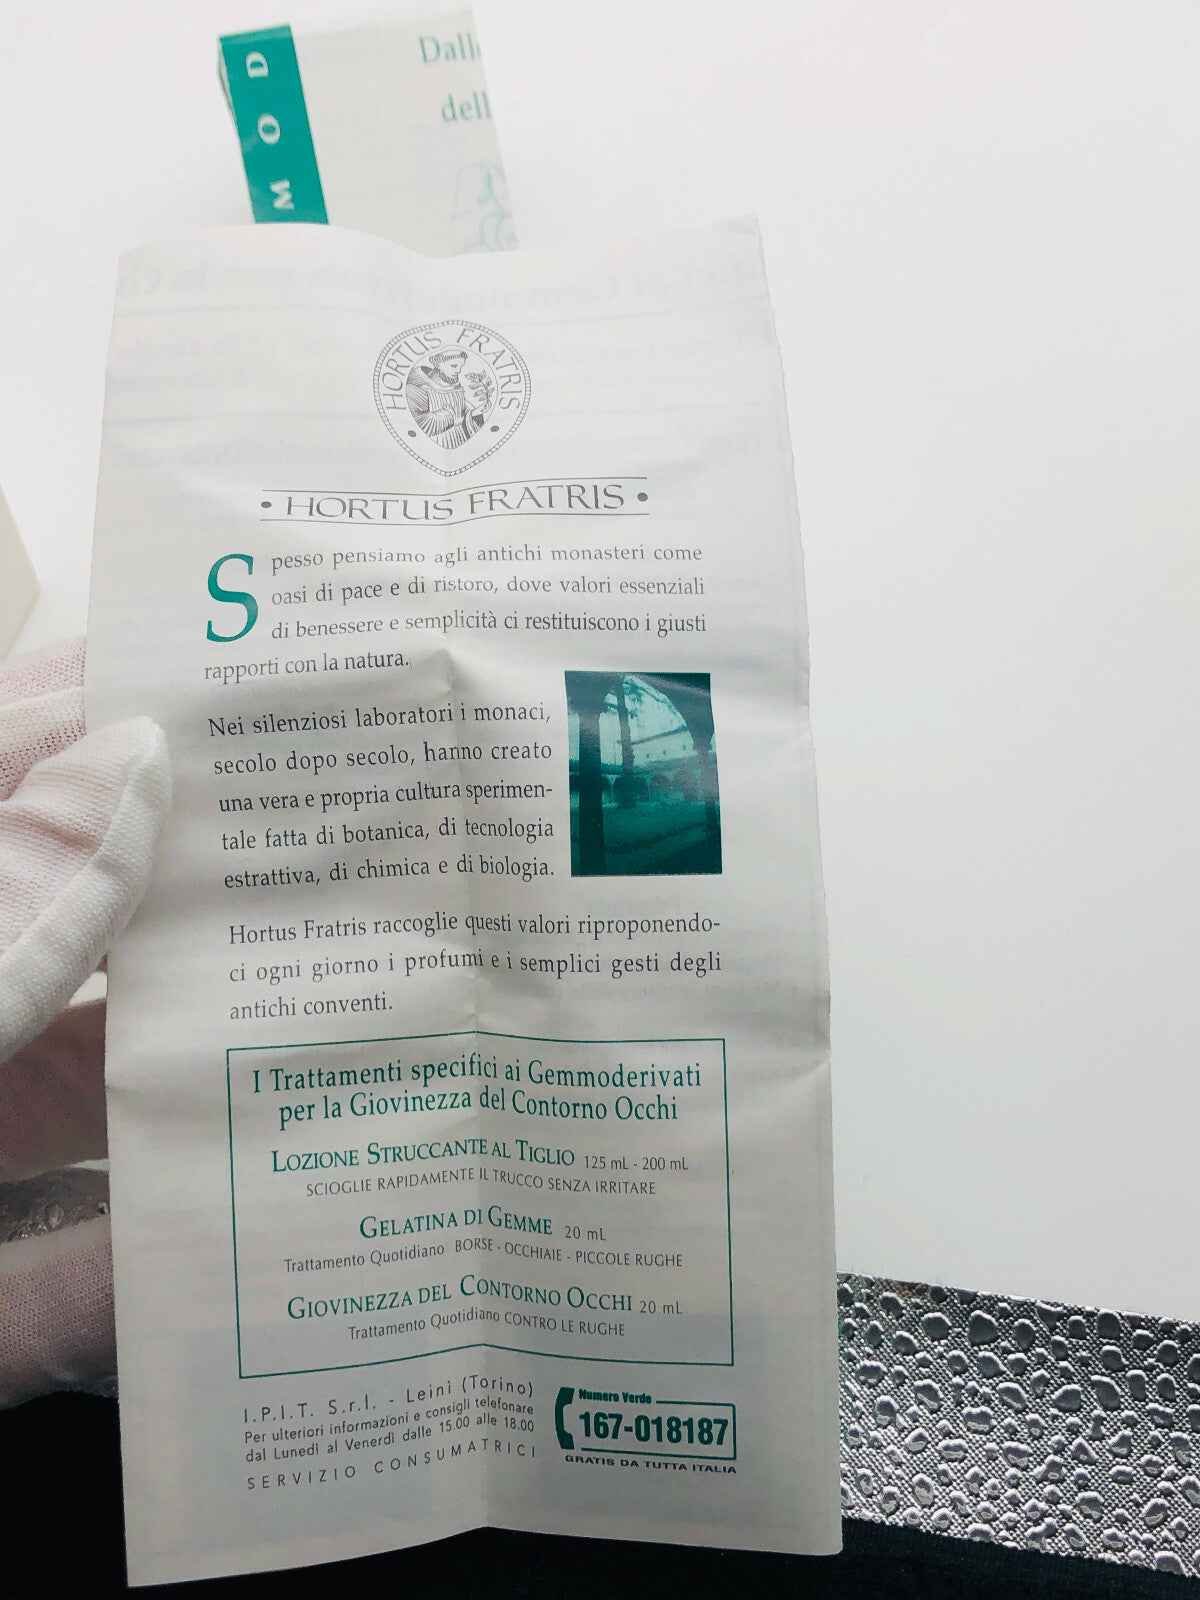 MOD
Dall
dell
HORTUS FRATRIS
• HORTUS FRATRIS •
Spesso pensiamo agli antichi monasteri come
oasi di pace e di ristoro, dove valori essenziali
di benessere e semplicità ci restituiscono i giusti
rapporti con la natura.
Nei silenziosi laboratori i monaci,
secolo dopo secolo, hanno creato
una vera e propria cultura sperimen-
tale fatta di botanica, di tecnologia
estrattiva, di chimica e di biologia.
Hortus Fratris raccoglie questi valori riproponendo-
ci ogni giorno i profumi e i semplici gesti degli
antichi conventi.
I Trattamenti specifici ai Gemmoderivati
per la Giovinezza del Contorno Occhi
LOZIONE STRUCCANTE AL TIGLIO 125 mL - 200 mL
SCIOGLIE RAPIDAMENTE IL TRUCCO SENZA IRRITARE
GELATINA DI GEMME 20 mL
Trattamento Quotidiano BORSE - OCCHIAIE - PICCOLE RUGHE
GIOVINEZZA DEL CONTORNO OCCHI 20 mL
Trattamento Quotidiano CONTRO LE RUGHE
I.P.I.T. S.r.l. - Leinì (Torino)
Per ulteriori informazioni e consigli telefonare
dal Lunedì al Venerdì dalle 15.00 alle 18.00
SERVIZIO CONSUMATRICI
Numero Verde
167-018187
GRATIS DA TUTTA ITALIA